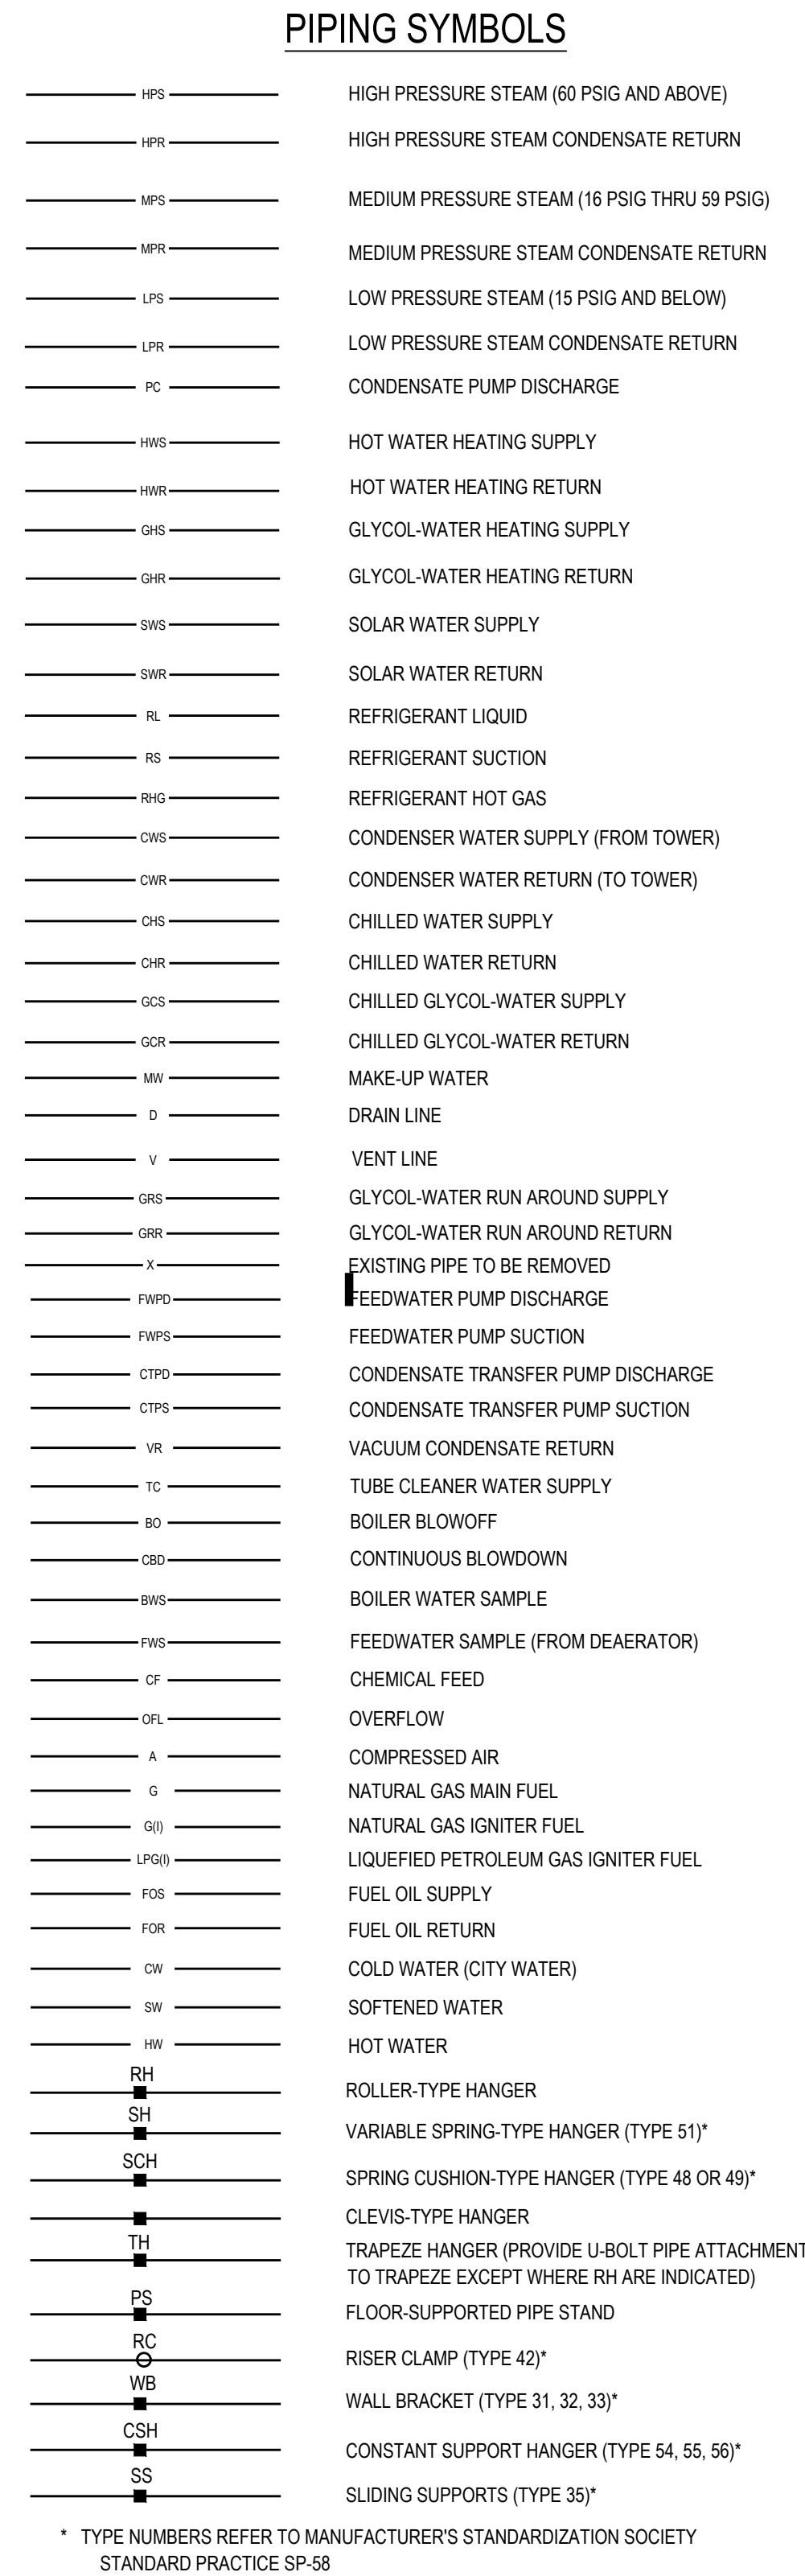 PIPING SYMBOLS
HPS HIGH PRESSURE STEAM (60 PSIG AND ABOVE)
HPR HIGH PRESSURE STEAM CONDENSATE RETURN
MPS MEDIUM PRESSURE STEAM (16 PSIG THRU 59 PSIG)
MPR MEDIUM PRESSURE STEAM CONDENSATE RETURN
LPS LOW PRESSURE STEAM (15 PSIG AND BELOW)
LPR LOW PRESSURE STEAM CONDENSATE RETURN
PC CONDENSATE PUMP DISCHARGE
HWS HOT WATER HEATING SUPPLY
HWR HOT WATER HEATING RETURN
GHS GLYCOL-WATER HEATING SUPPLY
GHR GLYCOL-WATER HEATING RETURN
SWS SOLAR WATER SUPPLY
SWR SOLAR WATER RETURN
RL REFRIGERANT LIQUID
RS REFRIGERANT SUCTION
RHG REFRIGERANT HOT GAS
CWS CONDENSER WATER SUPPLY (FROM TOWER)
CWR CONDENSER WATER RETURN (TO TOWER)
CHS CHILLED WATER SUPPLY
CHR CHILLED WATER RETURN
GCS CHILLED GLYCOL-WATER SUPPLY
GCR CHILLED GLYCOL-WATER RETURN
MW MAKE-UP WATER
D DRAIN LINE
V VENT LINE
GRS GLYCOL-WATER RUN AROUND SUPPLY
GRR GLYCOL-WATER RUN AROUND RETURN
X EXISTING PIPE TO BE REMOVED
FWPD FEEDWATER PUMP DISCHARGE
FWPS FEEDWATER PUMP SUCTION
CTPD CONDENSATE TRANSFER PUMP DISCHARGE
CTPS CONDENSATE TRANSFER PUMP SUCTION
VR VACUUM CONDENSATE RETURN
TC TUBE CLEANER WATER SUPPLY
BO BOILER BLOWOFF
CBD CONTINUOUS BLOWDOWN
BWS BOILER WATER SAMPLE
FWS FEEDWATER SAMPLE (FROM DEAERATOR)
CF CHEMICAL FEED
OFL OVERFLOW
A COMPRESSED AIR
G NATURAL GAS MAIN FUEL
G(I) NATURAL GAS IGNITER FUEL
LPG(I) LIQUEFIED PETROLEUM GAS IGNITER FUEL
FOS FUEL OIL SUPPLY
FOR FUEL OIL RETURN
CW COLD WATER (CITY WATER)
SW SOFTENED WATER
HW HOT WATER
RH ROLLER-TYPE HANGER
SH VARIABLE SPRING-TYPE HANGER (TYPE 51)*
SCH SPRING CUSHION-TYPE HANGER (TYPE 48 OR 49)*
CLEVIS-TYPE HANGER
TH TRAPEZE HANGER (PROVIDE U-BOLT PIPE ATTACHMENT
TO TRAPEZE EXCEPT WHERE RH ARE INDICATED)
PS FLOOR-SUPPORTED PIPE STAND
RC RISER CLAMP (TYPE 42)*
WB WALL BRACKET (TYPE 31, 32, 33)*
CSH CONSTANT SUPPORT HANGER (TYPE 54, 55, 56)*
SS SLIDING SUPPORTS (TYPE 35)*
* TYPE NUMBERS REFER TO MANUFACTURER'S STANDARDIZATION SOCIETY
STANDARD PRACTICE SP-58